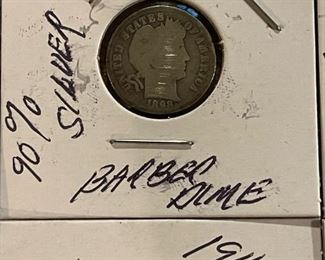 90% SILVER
UNITED STATES OF AMERICA
BARBER DIME